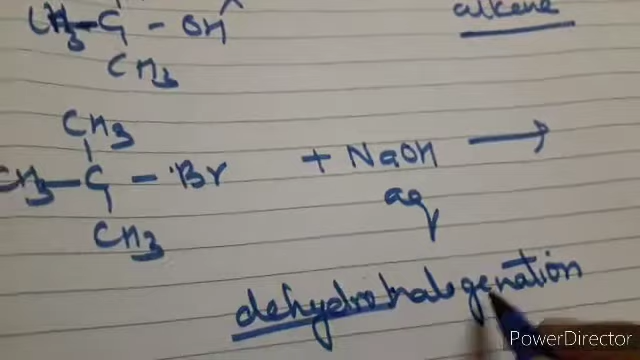 CH3 - C - OH
alkene
CH3
CH3
CH3 - C - Br + NaOH →
aq
CH3
dehydrohalogenation
PowerDirector